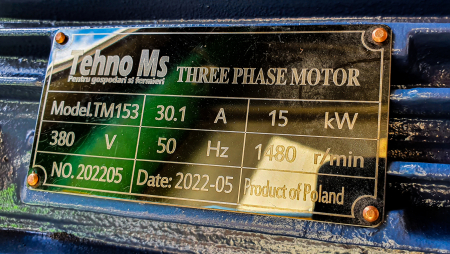 Tehno Ms THREE PHASE MOTOR
Pentru gospodari si fermieri
Model.TM153 30.1 A 15 kW
380 V 50 Hz 1480 r/min
NO. 202205 Date: 2022-05 Product of Poland